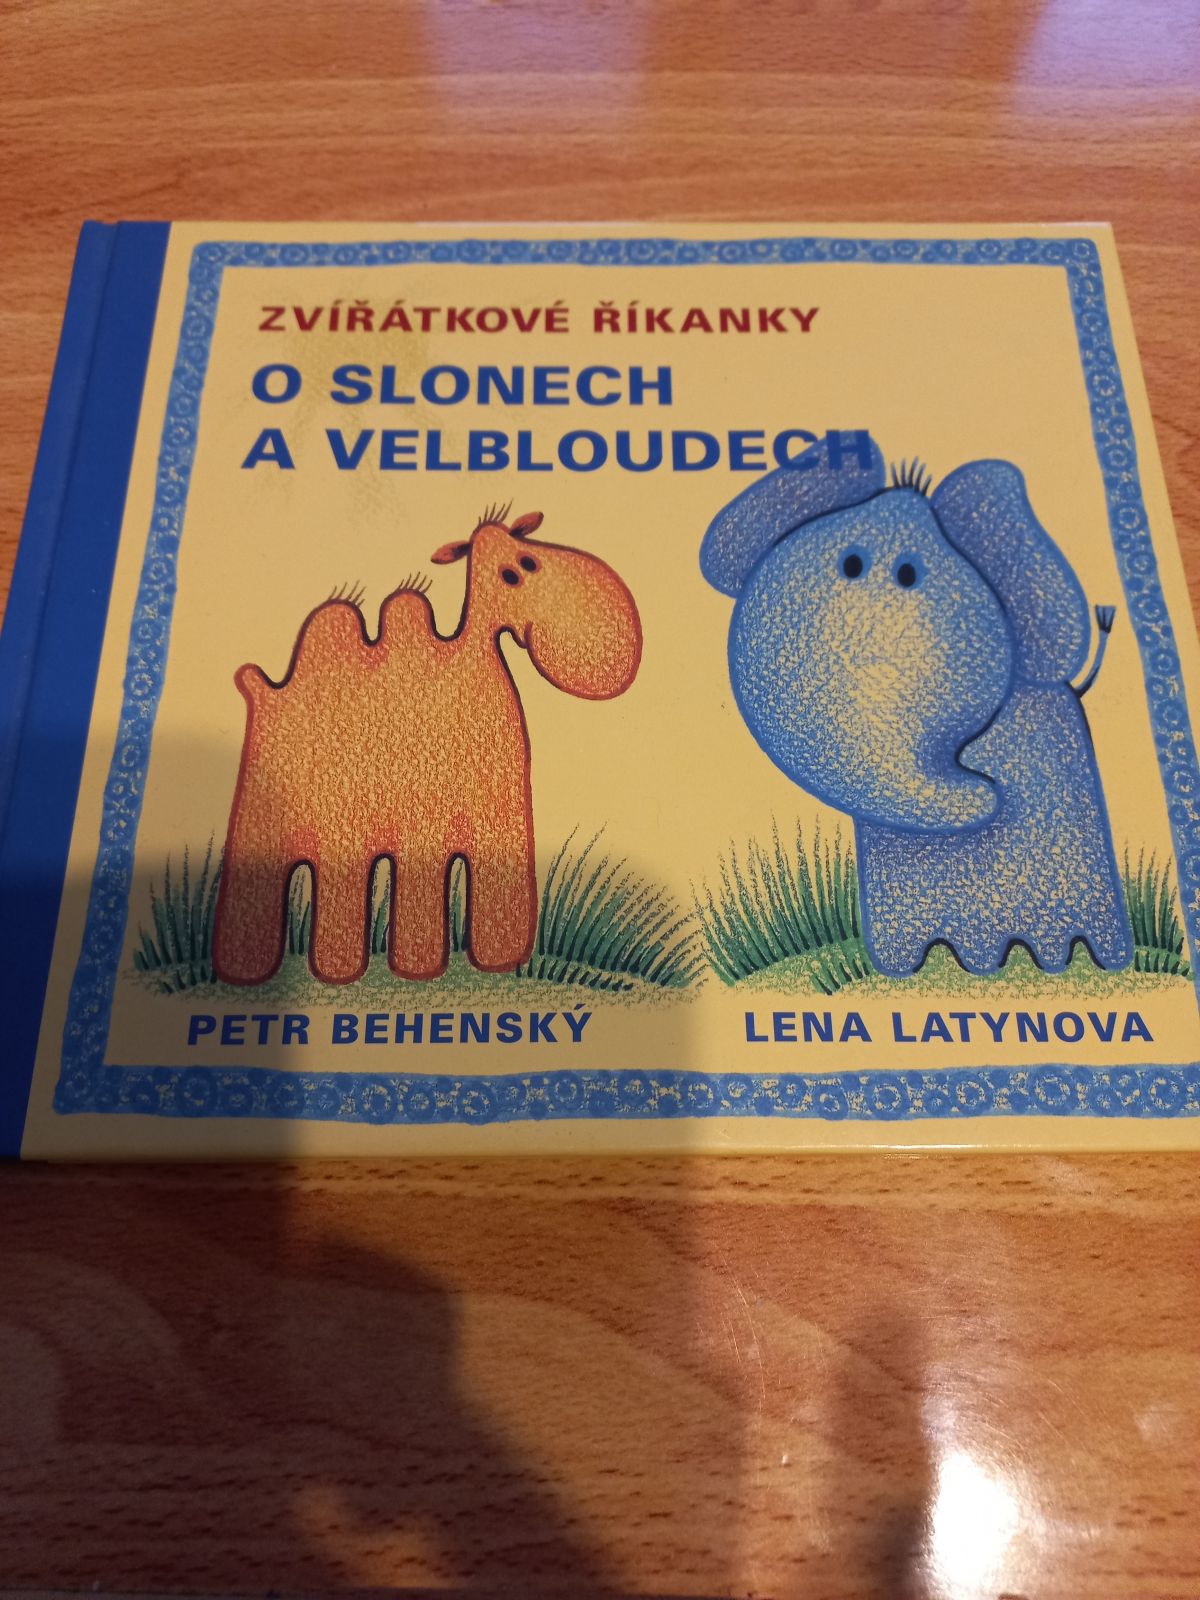 ZVÍŘÁTKOVÉ ŘÍKANKY
O SLONECH
A VELBLOUDECH
PETR BEHENSKÝ
LENA LATYNOVA